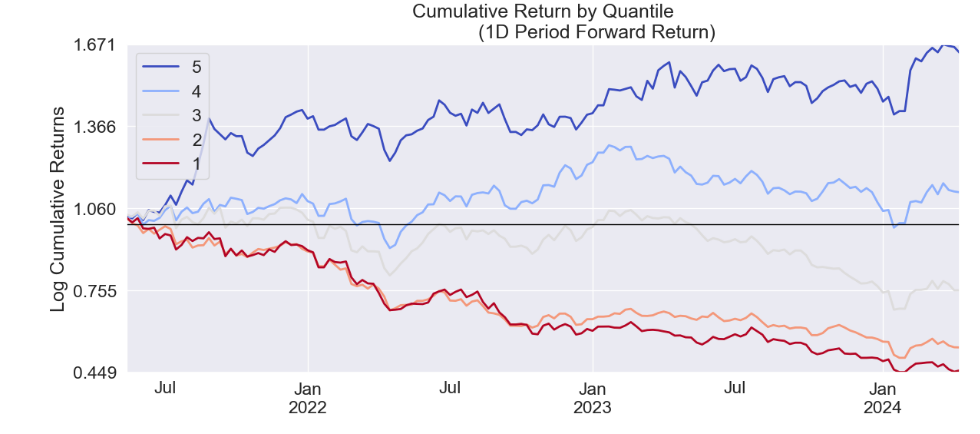 Cumulative Return by Quantile
(1D Period Forward Return)
Log Cumulative Returns
1.671
1.366
1.060
0.755
0.449
5
4
3
2
1
Jul
Jan
2022
Jul
Jan
2023
Jul
Jan
2024